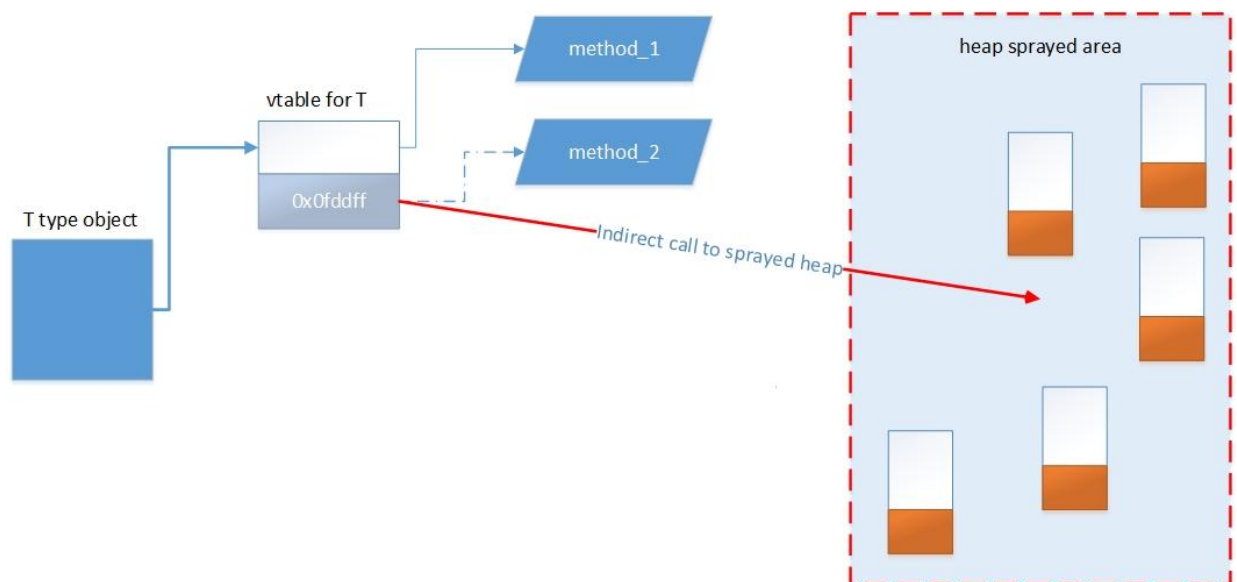 heap sprayed area
method_1
vtable for T
method_2
0x0fddff
T type object
Indirect call to sprayed heap